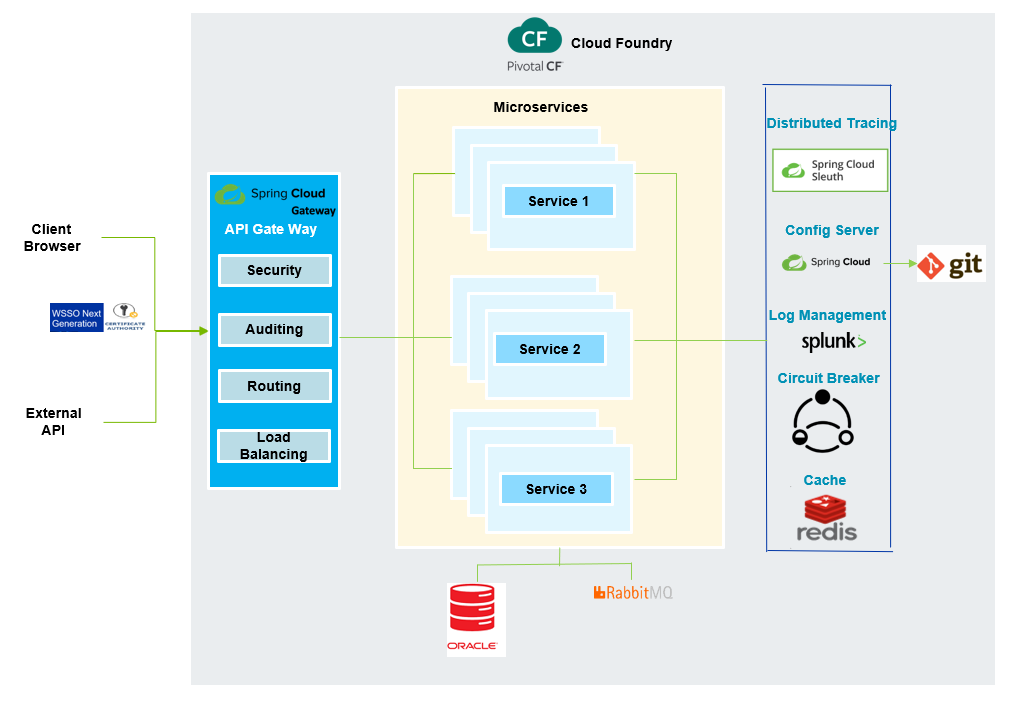 CF
Pivotal CF
Cloud Foundry
Microservices
Service 1
Service 2
Service 3
Spring Cloud
Gateway
API Gate Way
Security
Auditing
Routing
Load
Balancing
Client
Browser
WSSO Next
Generation
CERTIFICATE
AUTHORITY
External
API
Distributed Tracing
Spring Cloud
Sleuth
Config Server
Spring Cloud
git
Log Management
splunk>
Circuit Breaker
Cache
redis
ORACLE
RabbitMQ